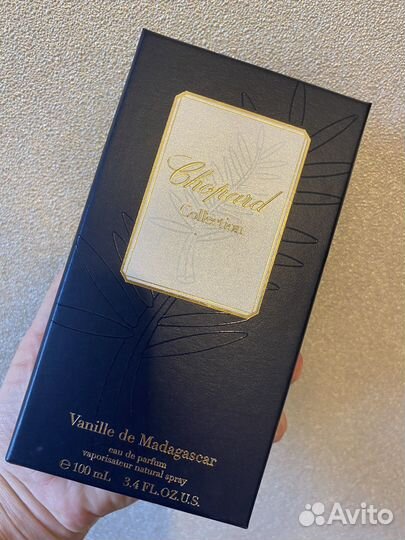 Chopard
Collection
Vanille de Madagascar
eau de parfum
vaporisateur natural spray
℮ 100 mL 3.4 FL.OZ.U.S.
Avito